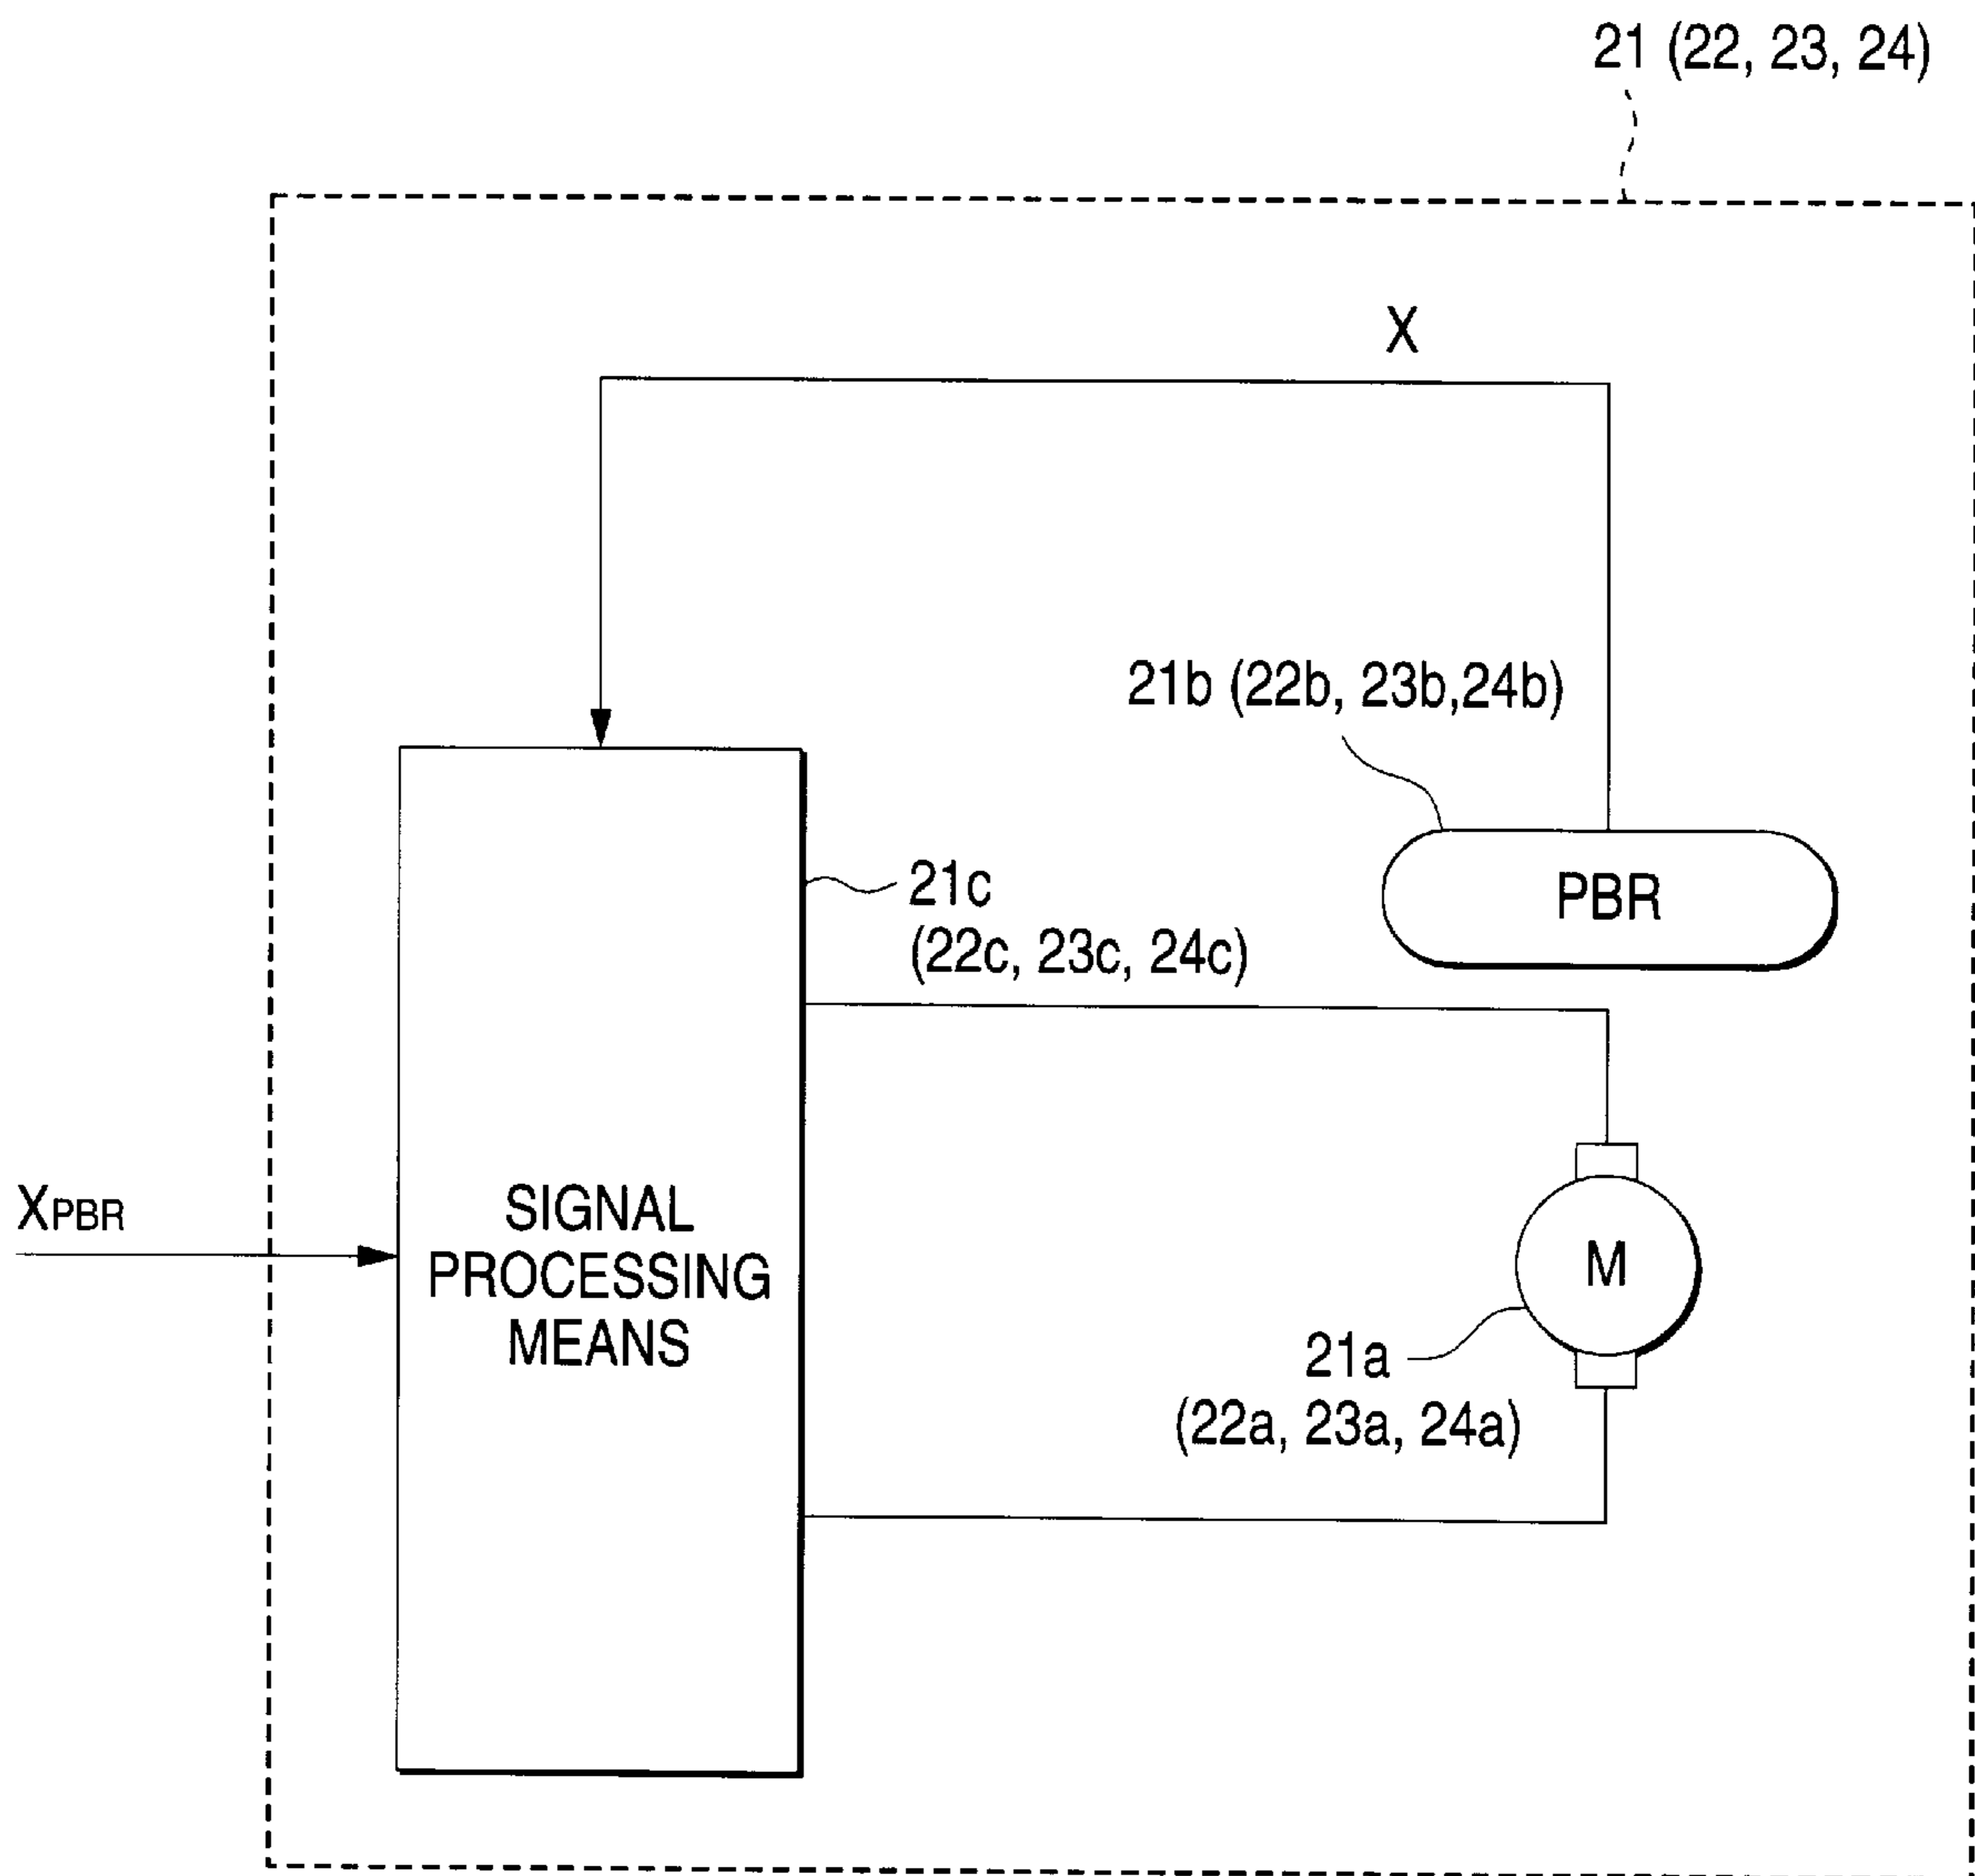 21 (22, 23, 24)
X
21b (22b, 23b,24b)
PBR
21c
(22c, 23c, 24c)
XPBR
SIGNAL
PROCESSING
MEANS
M
21a
(22a, 23a, 24a)